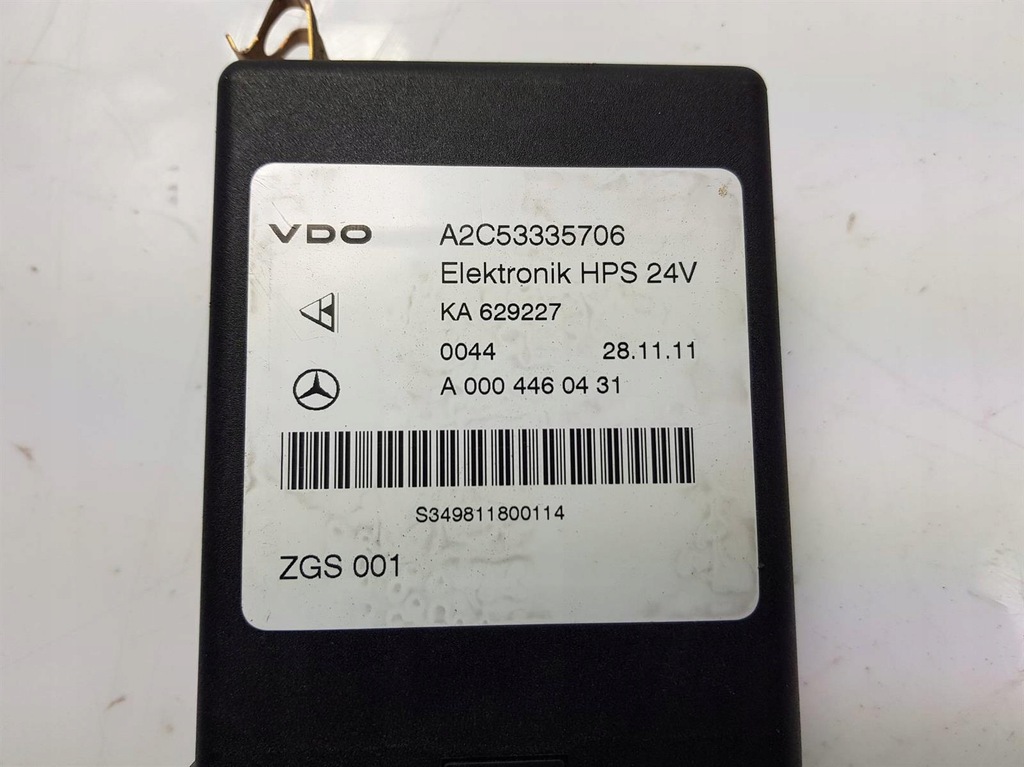 VDO A2C53335706
Elektronik HPS 24V
KA 629227
0044 28.11.11
A 000 446 04 31
S349811800114
ZGS 001